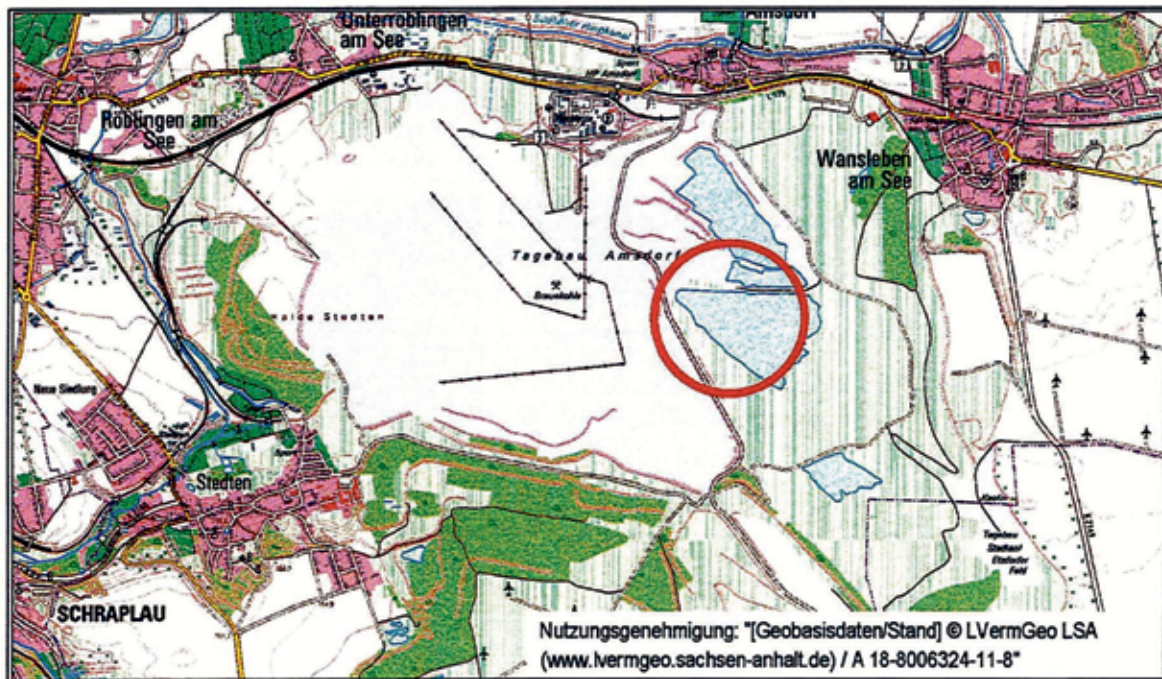 Unterröblingen
am See
Amsdorf
Röblingen am
See
Wansleben
am See
Tagebau Amsdorf
Braunkohle
Halde Stedten
Neue Siedlung
Stedten
SCHRAPLAU
Nutzungsgenehmigung: "[Geobasisdaten/Stand] © LVermGeo LSA
(www.lvermgeo.sachsen-anhalt.de) / A 18-8006324-11-8"